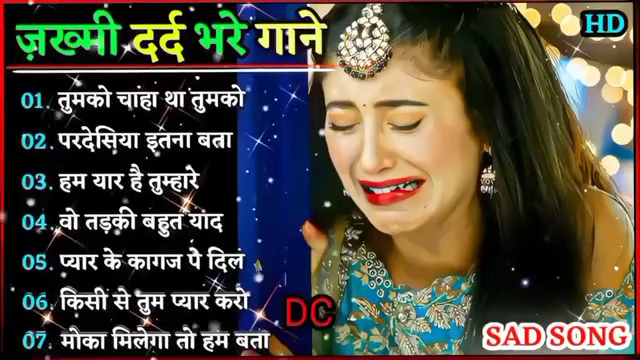 ज़ख्मी दर्द भरे गाने
HD
01. तुमको चाहा था तुमको
02. परदेसिया इतना बता
03. हम यार है तुम्हारे
04. वो तड़की बहुत याद
05. प्यार के कागज पै दिल
06. किसी से तुम प्यार करो
07. मोका मिलेगा तो हम बता
DC
SAD SONG